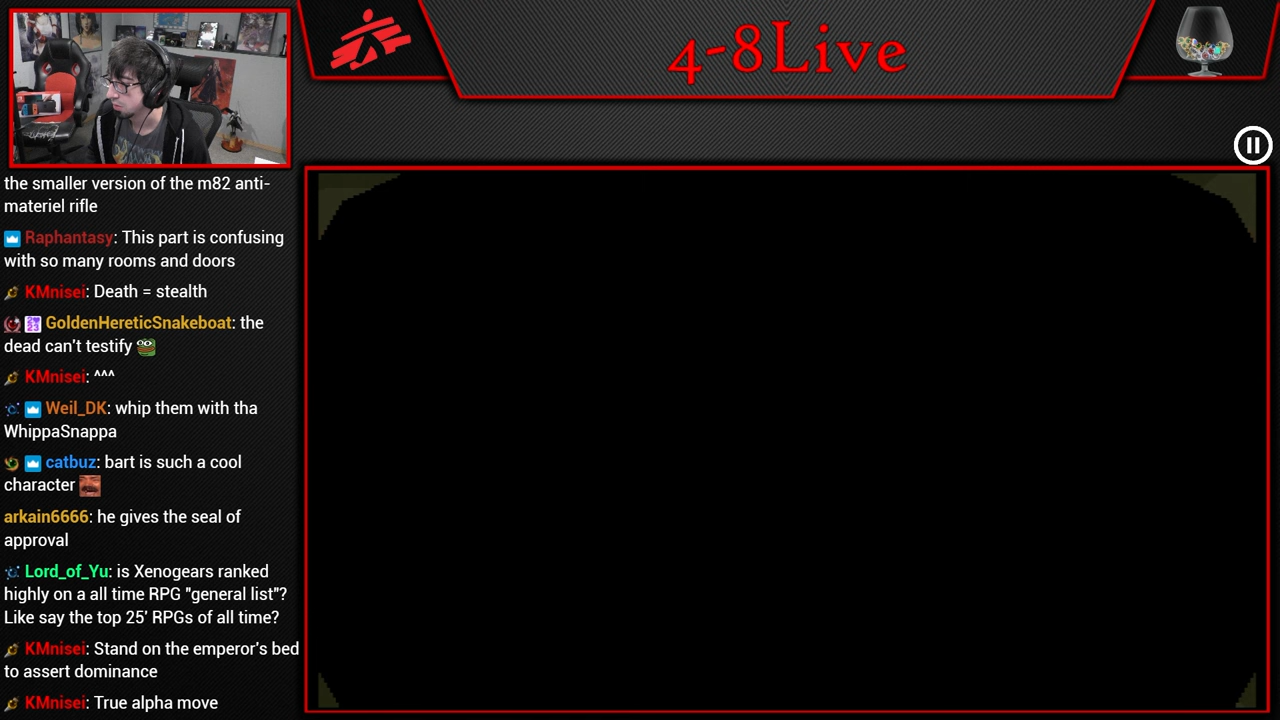 4-8Live
the smaller version of the m82 anti-
materiel rifle
Raphantasy: This part is confusing
with so many rooms and doors
KMnisei: Death = stealth
GoldenHereticSnakeboat: the
dead can't testify
KMnisei: ^^^
Weil_DK: whip them with tha
WhippaSnappa
catbuz: bart is such a cool
character
arkain6666: he gives the seal of
approval
Lord_of_Yu: is Xenogears ranked
highly on a all time RPG "general list"?
Like say the top 25' RPGs of all time?
KMnisei: Stand on the emperor's bed
to assert dominance
KMnisei: True alpha move